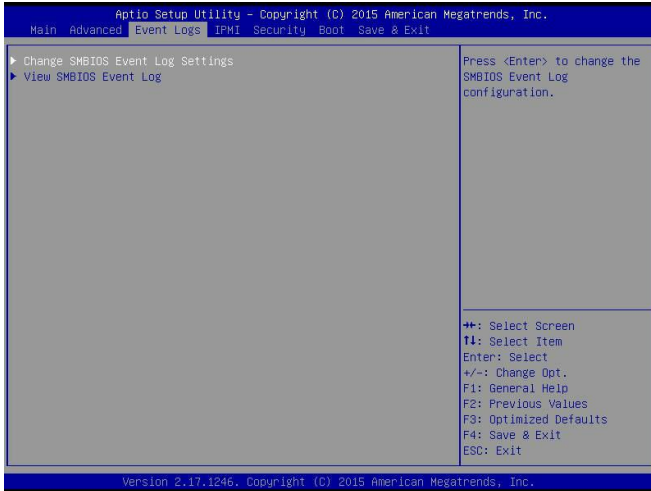 Aptio Setup Utility – Copyright (C) 2015 American Megatrends, Inc.
Main Advanced Event Logs IPMI Security Boot Save & Exit
▶ Change SMBIOS Event Log Settings
▶ View SMBIOS Event Log
Press <Enter> to change the
SMBIOS Event Log
configuration.
→←: Select Screen
↑↓: Select Item
Enter: Select
+/-: Change Opt.
F1: General Help
F2: Previous Values
F3: Optimized Defaults
F4: Save & Exit
ESC: Exit
Version 2.17.1246. Copyright (C) 2015 American Megatrends, Inc.